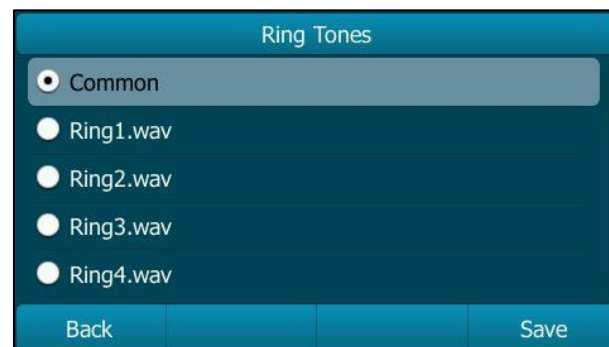 Ring Tones
Common
Ring1.wav
Ring2.wav
Ring3.wav
Ring4.wav
Back
Save